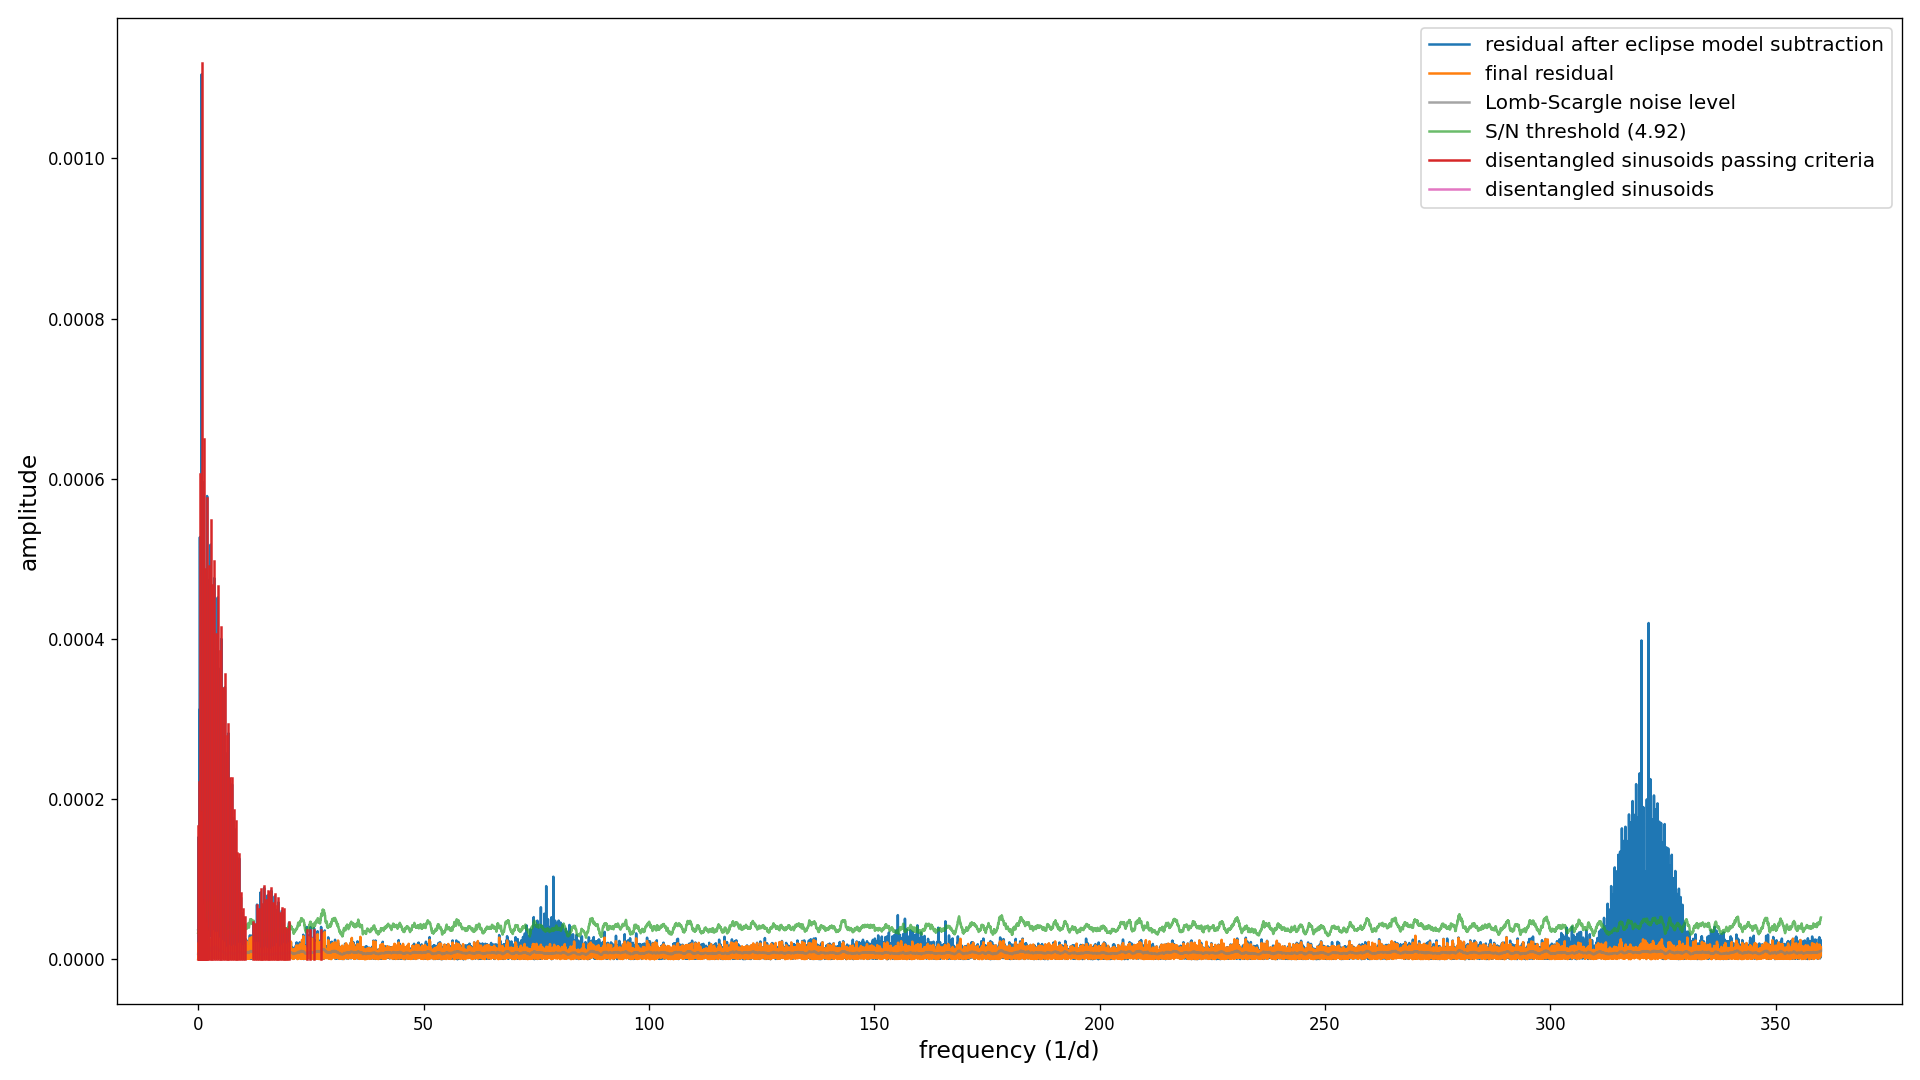 residual after eclipse model subtraction
final residual
Lomb-Scargle noise level
S/N threshold (4.92)
disentangled sinusoids passing criteria
disentangled sinusoids
amplitude
0.0010
0.0008
0.0006
0.0004
0.0002
0.0000
0 50 100 150 200 250 300 350
frequency (1/d)